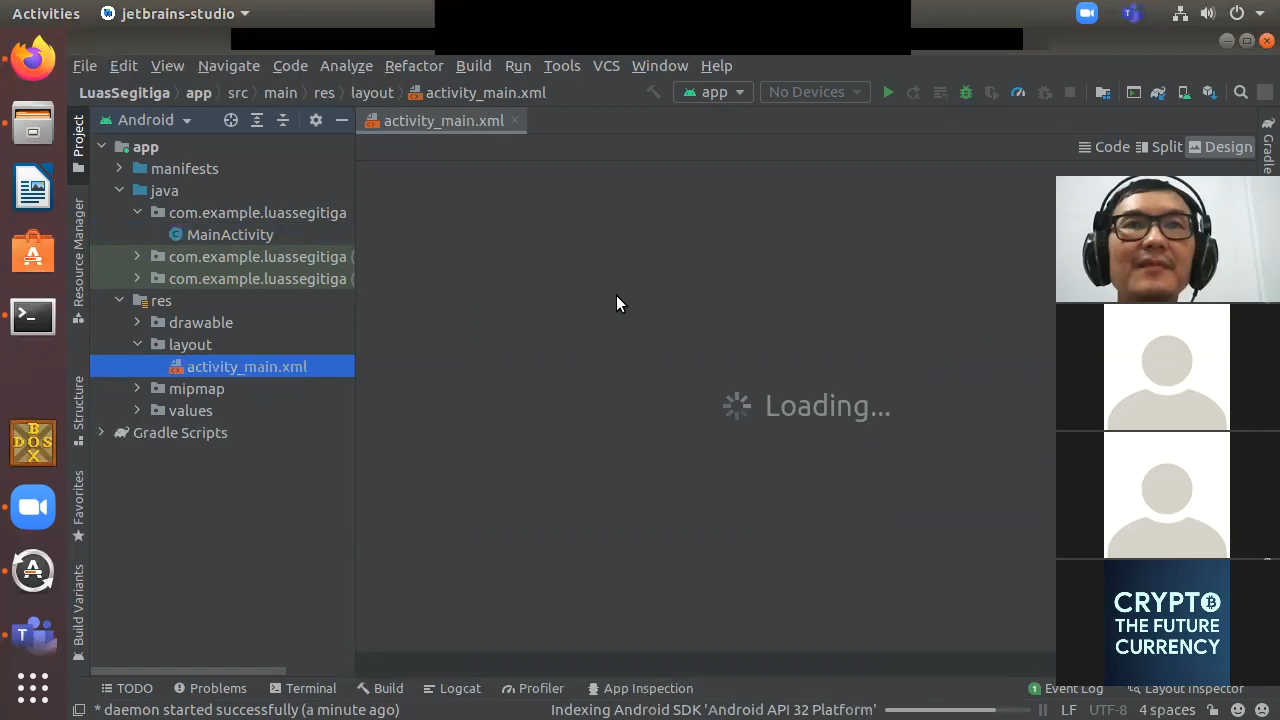 Activities jetbrains-studio
File Edit View Navigate Code Analyze Refactor Build Run Tools VCS Window Help
LuasSegitiga app src main res layout activity_main.xml app No Devices
Project
Android
activity_main.xml
Gradle
app
Code Split Design
manifests
java
com.example.luassegitiga
MainActivity
com.example.luassegitiga (
com.example.luassegitiga (
res
drawable
layout
activity_main.xml
mipmap
values
Gradle Scripts
Resource Manager
Structure
Favorites
Build Variants
Loading...
CRYPTO
THE FUTURE
CURRENCY
BOX
DOS
TODO Problems Terminal Build Logcat Profiler App Inspection 1 Event Log Layout Inspector
* daemon started successfully (a minute ago) Indexing Android SDK 'Android API 32 Platform' LF UTF-8 4 spaces